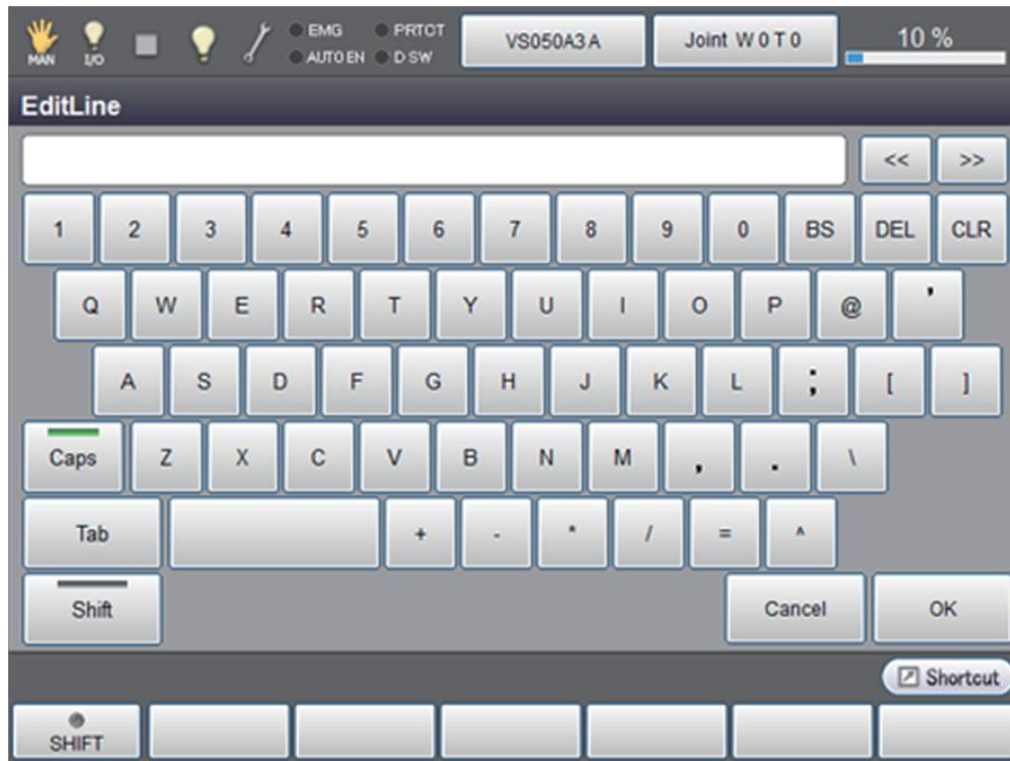 MAN I/O EMG PRTCT VS050A3 A Joint W 0 T 0 10 %
AUTO EN D SW
EditLine
<< >>
1 2 3 4 5 6 7 8 9 0 BS DEL CLR
Q W E R T Y U I O P @ '
A S D F G H J K L ; [ ]
Caps Z X C V B N M , . \
Tab + - * / = ^
Shift Cancel OK
Shortcut
SHIFT